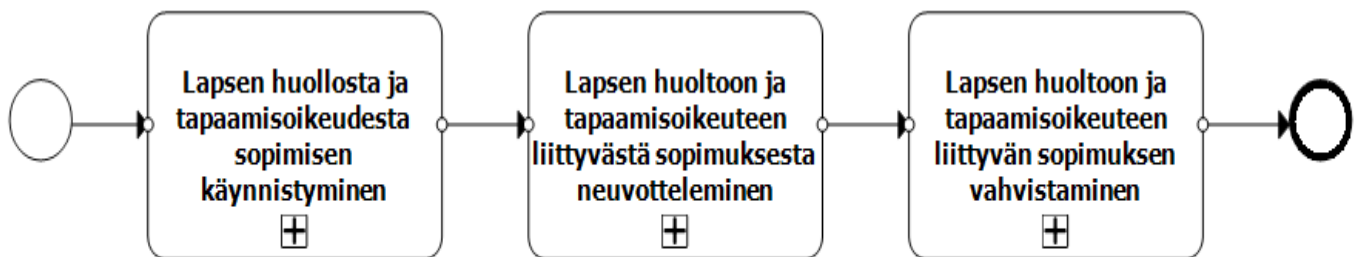 Lapsen huollosta ja
tapaamisoikeudesta
sopimisen
käynnistyminen
Lapsen huoltoon ja
tapaamisoikeuteen
liittyvästä sopimuksesta
neuvotteleminen
Lapsen huoltoon ja
tapaamisoikeuteen
liittyvän sopimuksen
vahvistaminen